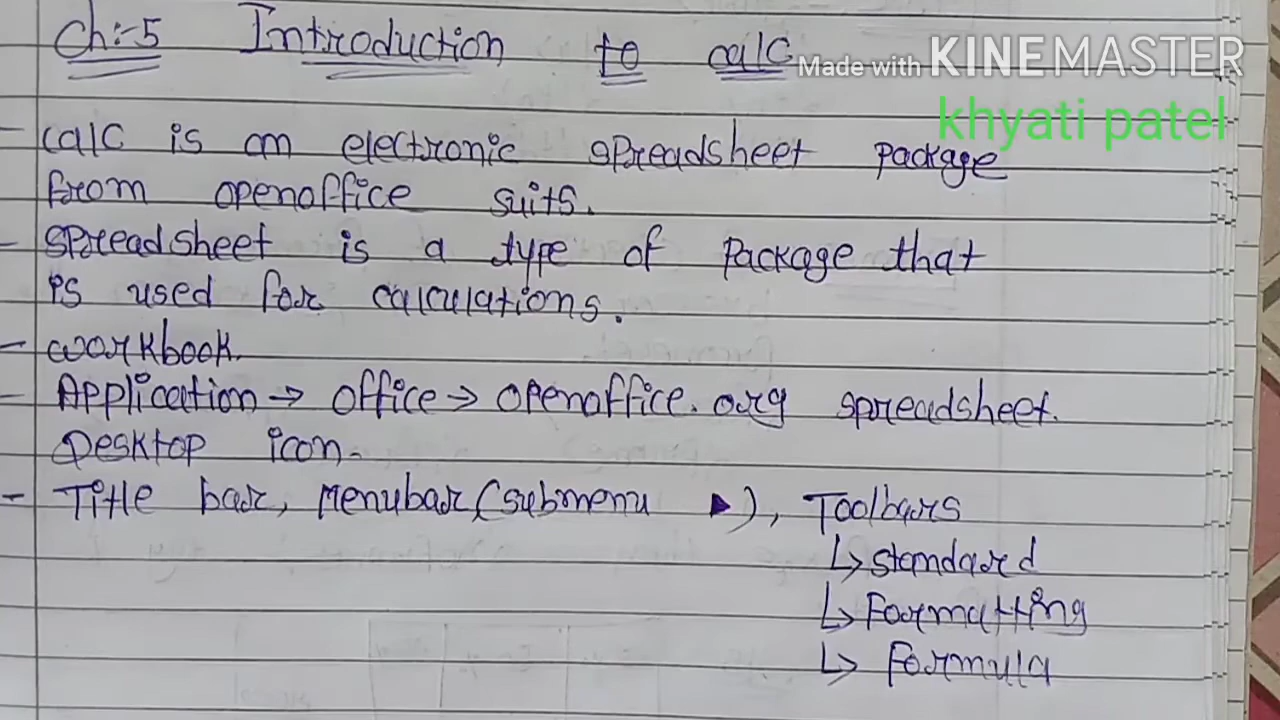 Ch:-5 Introduction to calc
Made with KINEMASTER
khyati patel
- calc is an electronic spreadsheet package
from openoffice suits.
- spreadsheet is a type of package that
is used for calculations.
- workbook.
- Application → office → openoffice.org spreadsheet.
Desktop icon.
- Title bar, Menubar, (submenu ▶), Toolbars
↳ standard
↳ Formatting
↳ Formula